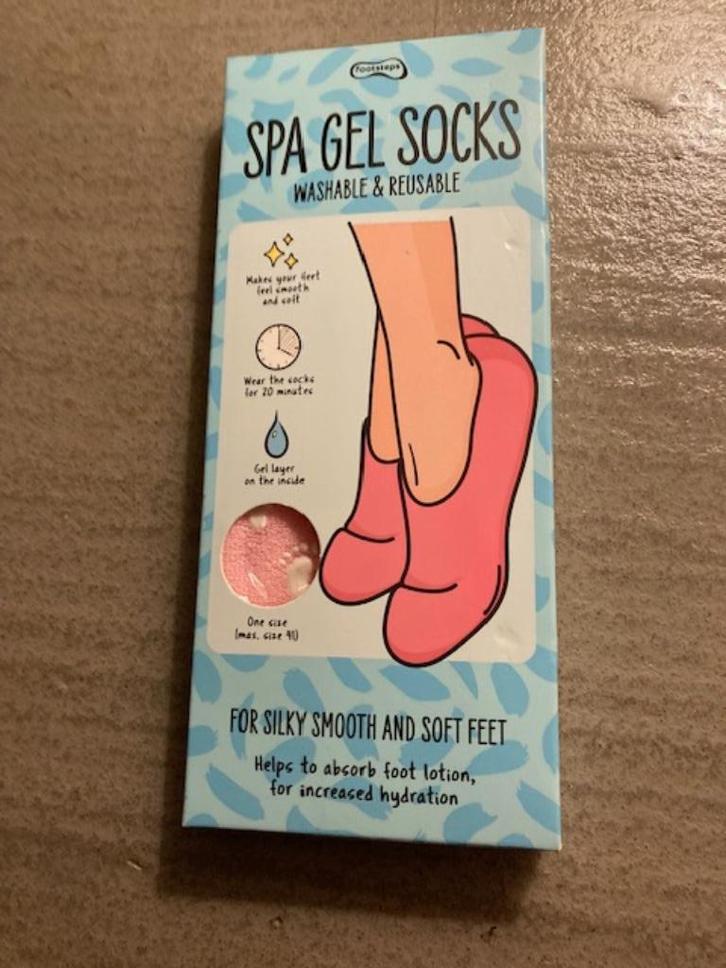 footsteps
SPA GEL SOCKS
WASHABLE & REUSABLE
Makes your feet
feel smooth
and soft
Wear the socks
for 20 minutes
Gel layer
on the inside
One size
(max. size 41)
FOR SILKY SMOOTH AND SOFT FEET
Helps to absorb foot lotion,
for increased hydration